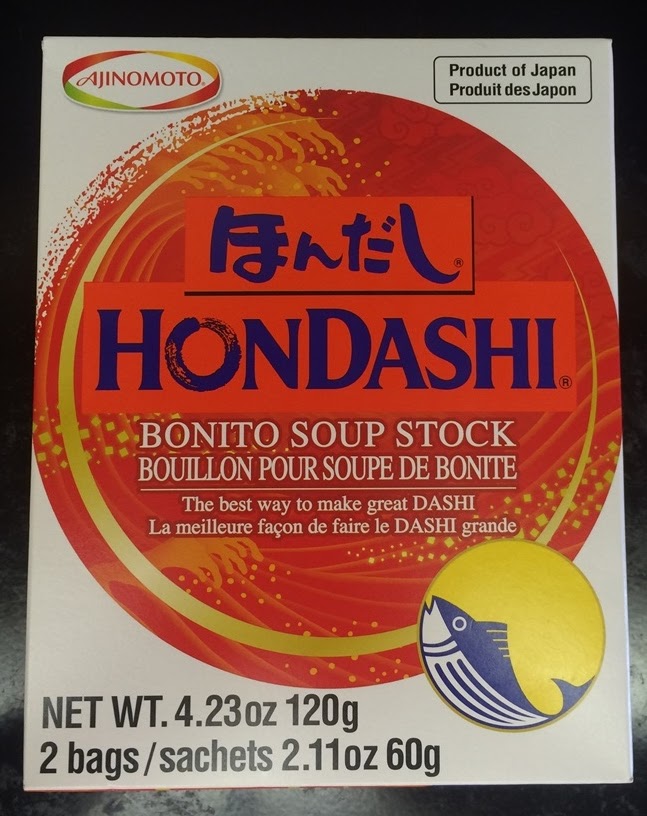 AJINOMOTO®
Product of Japan
Produit des Japon
ほんだし®
HONDASHI®
BONITO SOUP STOCK
BOUILLON POUR SOUPE DE BONITE
The best way to make great DASHI
La meilleure façon de faire le DASHI grande
NET WT. 4.23oz 120g
2 bags/sachets 2.11oz 60g